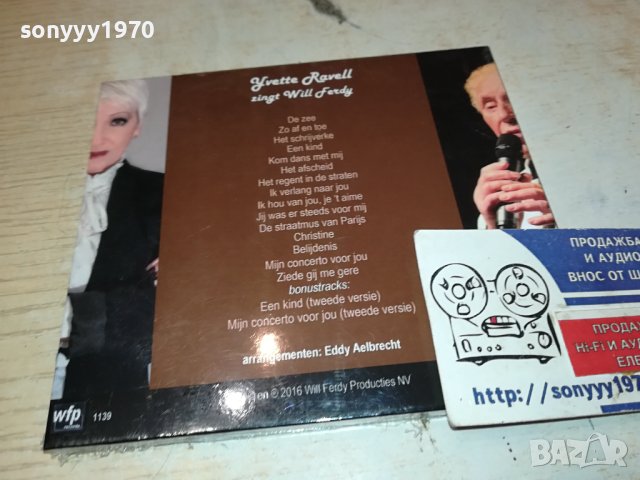 sonyyy1970
Yvette Ravell
zingt Will Ferdy
De zee
Zo af en toe
Het schrijverke
Een kind
Kom dans met mij
Het afscheid
Het regent in de straten
Ik verlang naar jou
Ik hou van jou, je t'aime
Jij was er steeds voor mij
De straatmus van Parijs
Christine
Belijdenis
Mijn concerto voor jou
Ziede gij me gere
bonustracks:
Een kind (tweede versie)
Mijn concerto voor jou (tweede versie)
arrangementen: Eddy Aelbrecht
en © 2016 Will Ferdy Producties NV
wfp
records
1139
ПРОДАЖБА
И АУДИО
ВНОС ОТ
Hi-Fi И
http://sonyyy197
BAZAR
sonyyy1970